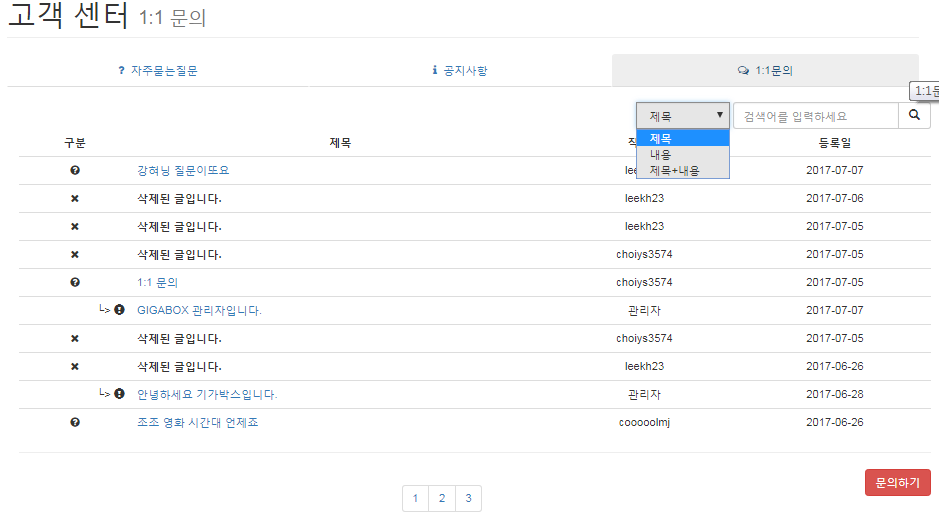 고객 센터 1:1 문의
? 자주묻는질문 i 공지사항 1:1문의
1:1문
제목 검색어를 입력하세요
제목
내용
제목+내용
구분 제목 등록일
강혀닝 질문이또요 2017-07-07
삭제된 글입니다. leekh23 2017-07-06
삭제된 글입니다. leekh23 2017-07-05
삭제된 글입니다. choiys3574 2017-07-05
1:1 문의 choiys3574 2017-07-05
└> GIGABOX 관리자입니다. 관리자 2017-07-07
삭제된 글입니다. choiys3574 2017-07-05
삭제된 글입니다. leekh23 2017-06-26
└> 안녕하세요 기가박스입니다. 관리자 2017-06-28
조조 영화 시간대 언제죠 cooooolmj 2017-06-26
문의하기
1 2 3